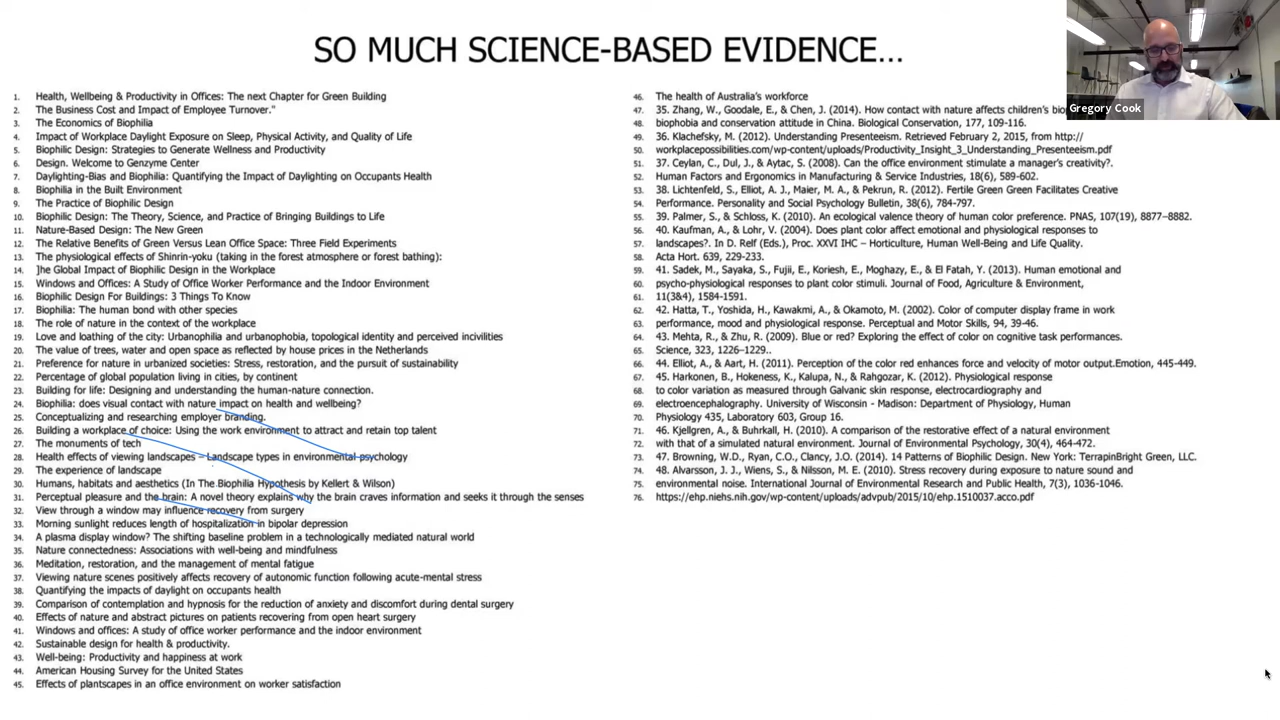 SO MUCH SCIENCE-BASED EVIDENCE...
Gregory Cook
1. Health, Wellbeing & Productivity in Offices: The next Chapter for Green Building
2. The Business Cost and Impact of Employee Turnover."
3. The Economics of Biophilia
4. Impact of Workplace Daylight Exposure on Sleep, Physical Activity, and Quality of Life
5. Biophilic Design: Strategies to Generate Wellness and Productivity
6. Design. Welcome to Genzyme Center
7. Daylighting-Bias and Biophilia: Quantifying the Impact of Daylighting on Occupants Health
8. Biophilia in the Built Environment
9. The Practice of Biophilic Design
10. Biophilic Design: The Theory, Science, and Practice of Bringing Buildings to Life
11. Nature-Based Design: The New Green
12. The Relative Benefits of Green Versus Lean Office Space: Three Field Experiments
13. The physiological effects of Shinrin-yoku (taking in the forest atmosphere or forest bathing):
14. ]he Global Impact of Biophilic Design in the Workplace
15. Windows and Offices: A Study of Office Worker Performance and the Indoor Environment
16. Biophilic Design For Buildings: 3 Things To Know
17. Biophilia: The human bond with other species
18. The role of nature in the context of the workplace
19. Love and loathing of the city: Urbanophilia and urbanophobia, topological identity and perceived incivilities
20. The value of trees, water and open space as reflected by house prices in the Netherlands
21. Preference for nature in urbanized societies: Stress, restoration, and the pursuit of sustainability
22. Percentage of global population living in cities, by continent
23. Building for life: Designing and understanding the human-nature connection.
24. Biophilia: does visual contact with nature impact on health and wellbeing?
25. Conceptualizing and researching employer branding.
26. Building a workplace of choice: Using the work environment to attract and retain top talent
27. The monuments of tech
28. Health effects of viewing landscapes – Landscape types in environmental psychology
29. The experience of landscape
30. Humans, habitats and aesthetics (In The Biophilia Hypothesis by Kellert & Wilson)
31. Perceptual pleasure and the brain: A novel theory explains why the brain craves information and seeks it through the senses
32. View through a window may influence recovery from surgery
33. Morning sunlight reduces length of hospitalization in bipolar depression
34. A plasma display window? The shifting baseline problem in a technologically mediated natural world
35. Nature connectedness: Associations with well-being and mindfulness
36. Meditation, restoration, and the management of mental fatigue
37. Viewing nature scenes positively affects recovery of autonomic function following acute-mental stress
38. Quantifying the impacts of daylight on occupants health
39. Comparison of contemplation and hypnosis for the reduction of anxiety and discomfort during dental surgery
40. Effects of nature and abstract pictures on patients recovering from open heart surgery
41. Windows and offices: A study of office worker performance and the indoor environment
42. Sustainable design for health & productivity.
43. Well-being: Productivity and happiness at work
44. American Housing Survey for the United States
45. Effects of plantscapes in an office environment on worker satisfaction
46. The health of Australia's workforce
47. 35. Zhang, W., Goodale, E., & Chen, J. (2014). How contact with nature affects children's
48. biophobia and conservation attitude in China. Biological Conservation, 177, 109-116.
49. 36. Klachefsky, M. (2012). Understanding Presenteeism. Retrieved February 2, 2015, from http://
50. workplacepossibilities.com/wp-content/uploads/Productivity_Insight_3_Understanding_Presenteeism.pdf
51. 37. Ceylan, C., Dul, J., & Aytac, S. (2008). Can the office environment stimulate a manager's creativity?.
52. Human Factors and Ergonomics in Manufacturing & Service Industries, 18(6), 589-602.
53. 38. Lichtenfeld, S., Elliot, A. J., Maier, M. A., & Pekrun, R. (2012). Fertile Green Green Facilitates Creative
54. Performance. Personality and Social Psychology Bulletin, 38(6), 784-797.
55. 39. Palmer, S., & Schloss, K. (2010). An ecological valence theory of human color preference. PNAS, 107(19), 8877–8882.
56. 40. Kaufman, A., & Lohr, V. (2004). Does plant color affect emotional and physiological responses to
57. landscapes?. In D. Relf (Eds.), Proc. XXVI IHC – Horticulture, Human Well-Being and Life Quality.
58. Acta Hort. 639, 229-233.
59. 41. Sadek, M., Sayaka, S., Fujii, E., Koriesh, E., Moghazy, E., & El Fatah, Y. (2013). Human emotional and
60. psycho-physiological responses to plant color stimuli. Journal of Food, Agriculture & Environment,
61. 11(3&4), 1584-1591.
62. 42. Hatta, T., Yoshida, H., Kawakmi, A., & Okamoto, M. (2002). Color of computer display frame in work
63. performance, mood and physiological response. Perceptual and Motor Skills, 94, 39-46.
64. 43. Mehta, R., & Zhu, R. (2009). Blue or red? Exploring the effect of color on cognitive task performances.
65. Science, 323, 1226–1229..
66. 44. Elliot, A., & Aart, H. (2011). Perception of the color red enhances force and velocity of motor output.Emotion, 445-449.
67. 45. Harkonen, B., Hokeness, K., Kalupa, N., & Rahgozar, K. (2012). Physiological response
68. to color variation as measured through Galvanic skin response, electrocardiography and
69. electroencephalography. University of Wisconsin - Madison: Department of Physiology, Human
70. Physiology 435, Laboratory 603, Group 16.
71. 46. Kjellgren, A., & Buhrkall, H. (2010). A comparison of the restorative effect of a natural environment
72. with that of a simulated natural environment. Journal of Environmental Psychology, 30(4), 464-472.
73. 47. Browning, W.D., Ryan, C.O., Clancy, J.O. (2014). 14 Patterns of Biophilic Design. New York: TerrapinBright Green, LLC.
74. 48. Alvarsson, J. J., Wiens, S., & Nilsson, M. E. (2010). Stress recovery during exposure to nature sound and
75. environmental noise. International Journal of Environmental Research and Public Health, 7(3), 1036-1046.
76. https://ehp.niehs.nih.gov/wp-content/uploads/advpub/2015/10/ehp.1510037.acco.pdf